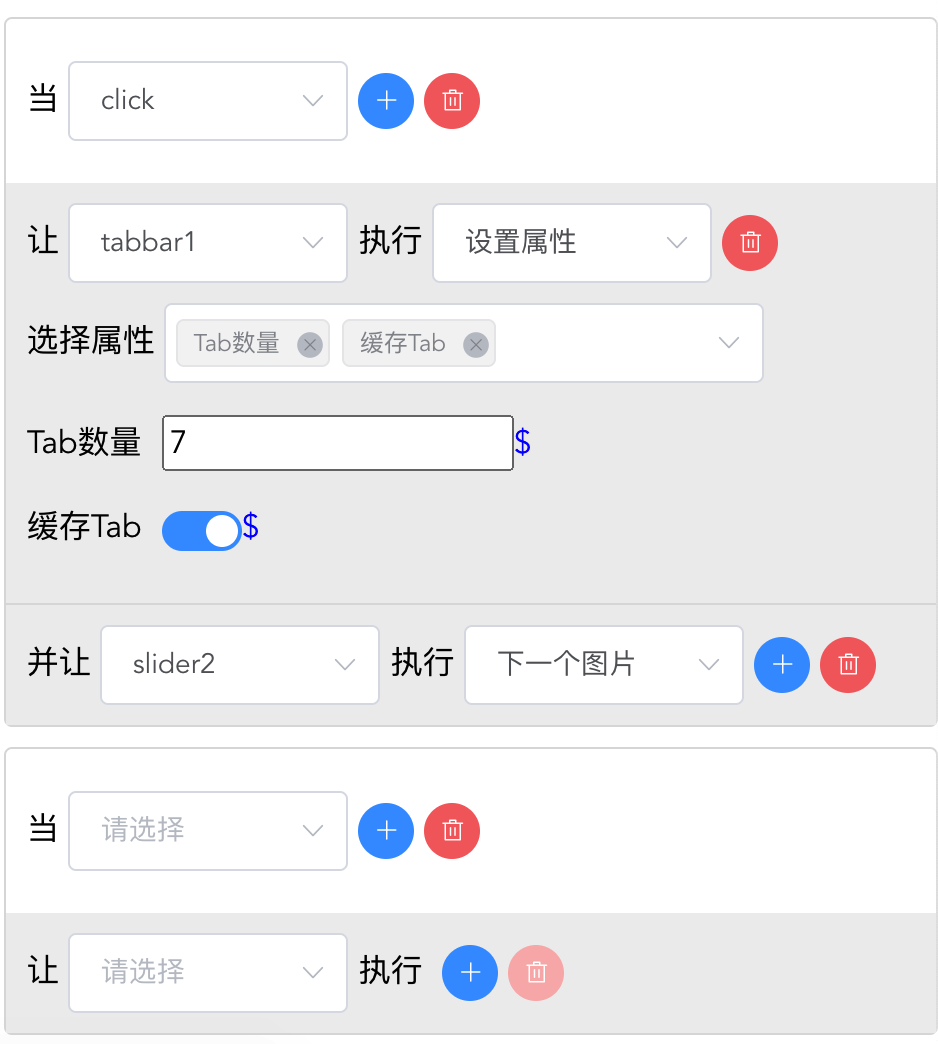 当 click
让 tabbar1 执行 设置属性
选择属性 Tab数量 缓存Tab
Tab数量 7 $
缓存Tab $
并让 slider2 执行 下一个图片
当 请选择
让 请选择 执行